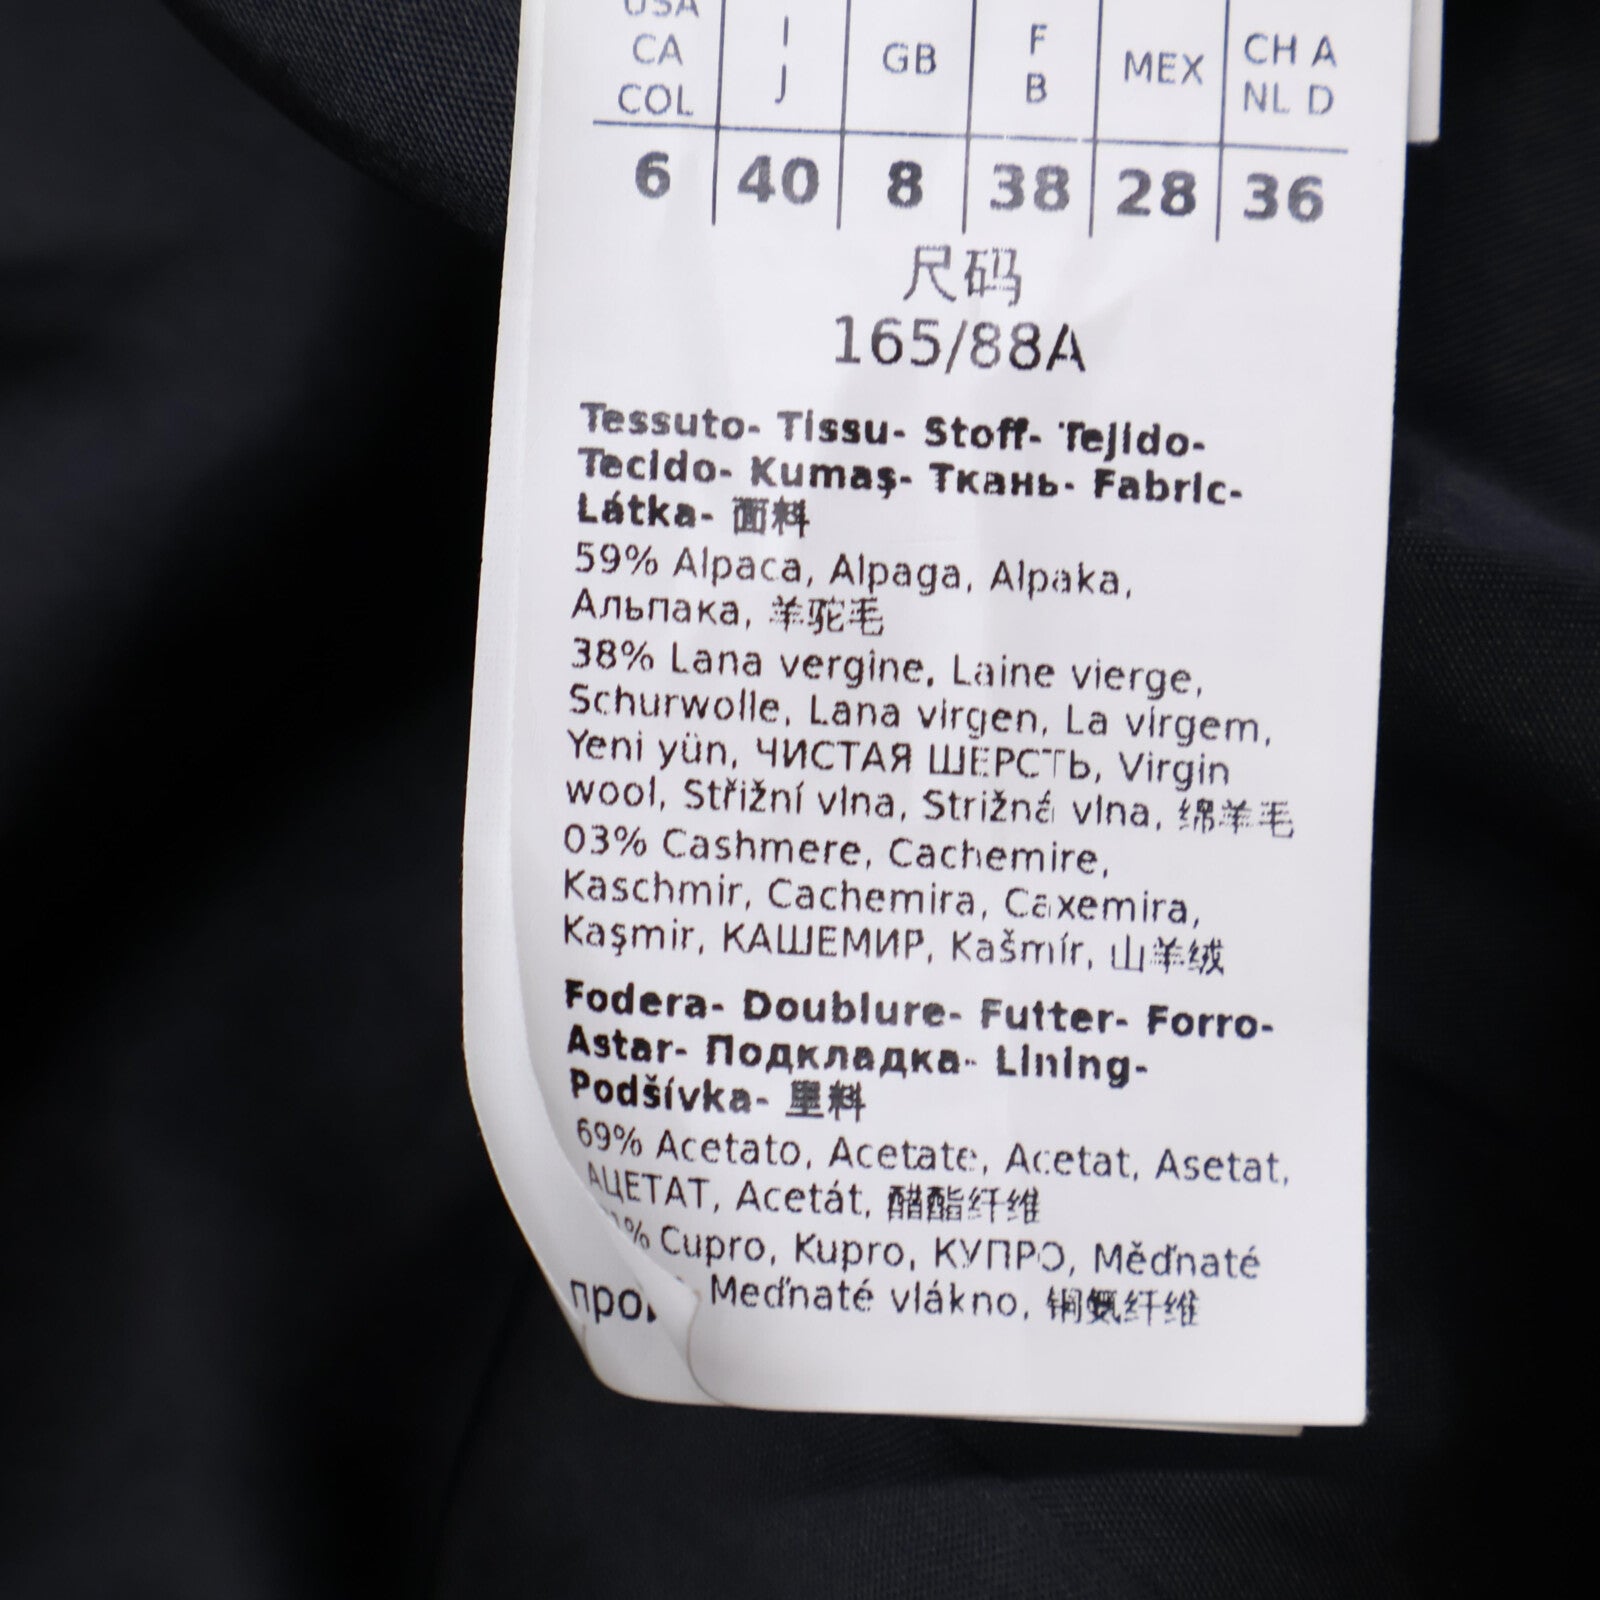 USA
CA
COL
I
J
GB
F
B
MEX
CH A
NL D
6 40 8 38 28 36
尺码
165/88A
Tessuto- Tissu- Stoff- Tejido-
Tecido- Kumaş- Ткань- Fabric-
Látka- 面料
59% Alpaca, Alpaga, Alpaka,
Альпака, 羊驼毛
38% Lana vergine, Laine vierge,
Schurwolle, Lana virgen, La virgem,
Yeni yün, ЧИСТАЯ ШЕРСТЬ, Virgin
wool, Střižní vlna, Strižná vlna, 绵羊毛
03% Cashmere, Cachemire,
Kaschmir, Cachemira, Caxemira,
Kaşmir, КАШЕМИР, Kašmír, 山羊绒
Fodera- Doublure- Futter- Forro-
Astar- Подкладка- Lining-
Podšívka- 里料
69% Acetato, Acetate, Acetat, Asetat,
АЦЕТАТ, Acetát, 醋酯纤维
% Cupro, Kupro, КУПРО, Měďnaté
Meďnaté vlákno, 铜氨纤维